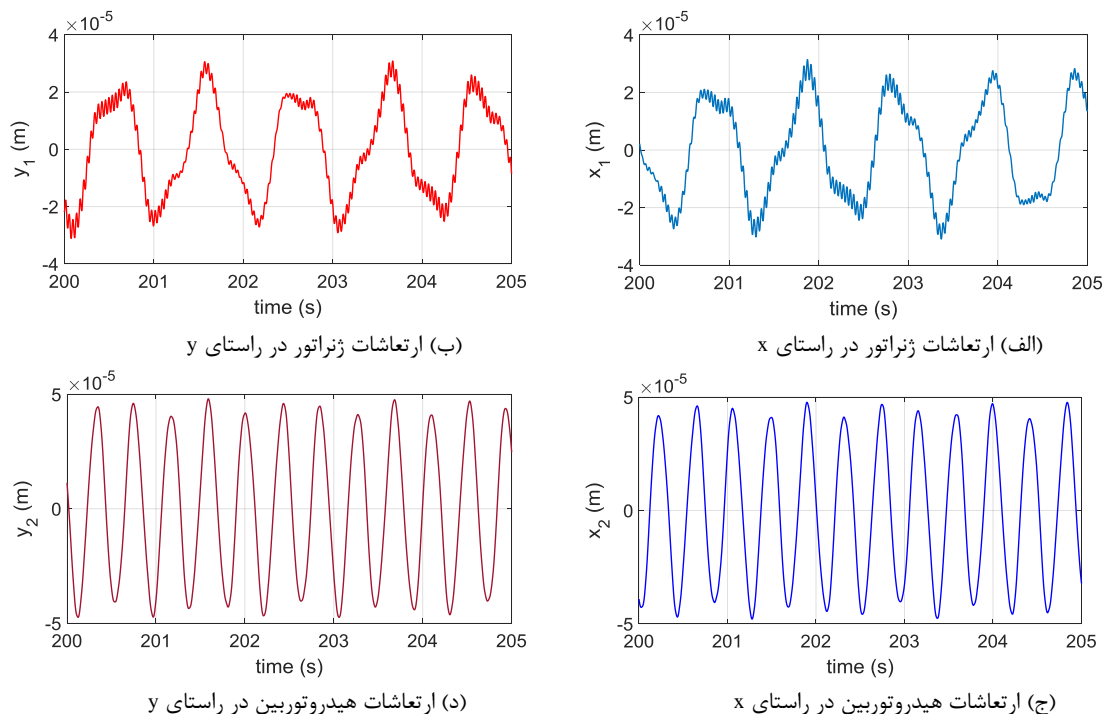 ×10⁻⁵
4
2
0
-2
-4
y₁ (m)
200 201 202 203 204 205
time (s)
(ب) ارتعاشات ژنراتور در راستای y
×10⁻⁵
4
2
0
-2
-4
x₁ (m)
200 201 202 203 204 205
time (s)
(الف) ارتعاشات ژنراتور در راستای x
×10⁻⁵
5
0
-5
y₂ (m)
200 201 202 203 204 205
time (s)
(د) ارتعاشات هیدروتوربین در راستای y
×10⁻⁵
5
0
-5
x₂ (m)
200 201 202 203 204 205
time (s)
(ج) ارتعاشات هیدروتوربین در راستای x